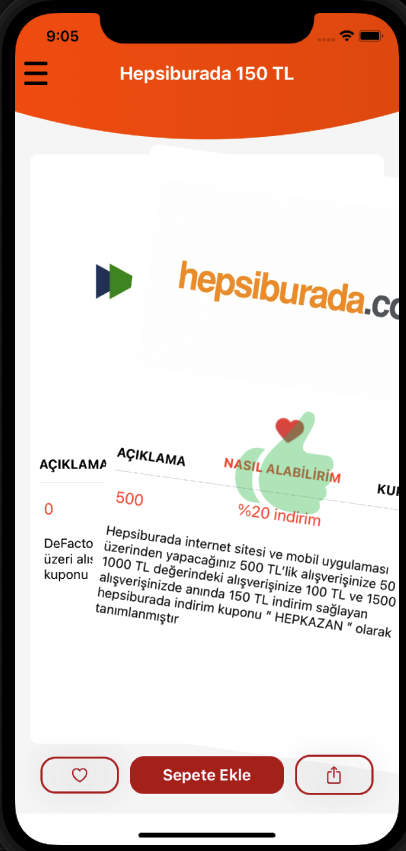 9:05
Hepsiburada 150 TL
hepsiburada.co
AÇIKLAMA
AÇIKLAMA
NASIL ALABİLİRİM
KU
0
500
%20 indirim
DeFacto
üzeri alış
kuponu
Hepsiburada internet sitesi ve mobil uygulaması
üzerinden yapacağınız 500 TL’lik alışverişinize 50
1000 TL değerindeki alışverişinize 100 TL ve 1500
alışverişinizde anında 150 TL indirim sağlayan
hepsiburada indirim kuponu ” HEPKAZAN ” olarak
tanımlanmıştır
Sepete Ekle